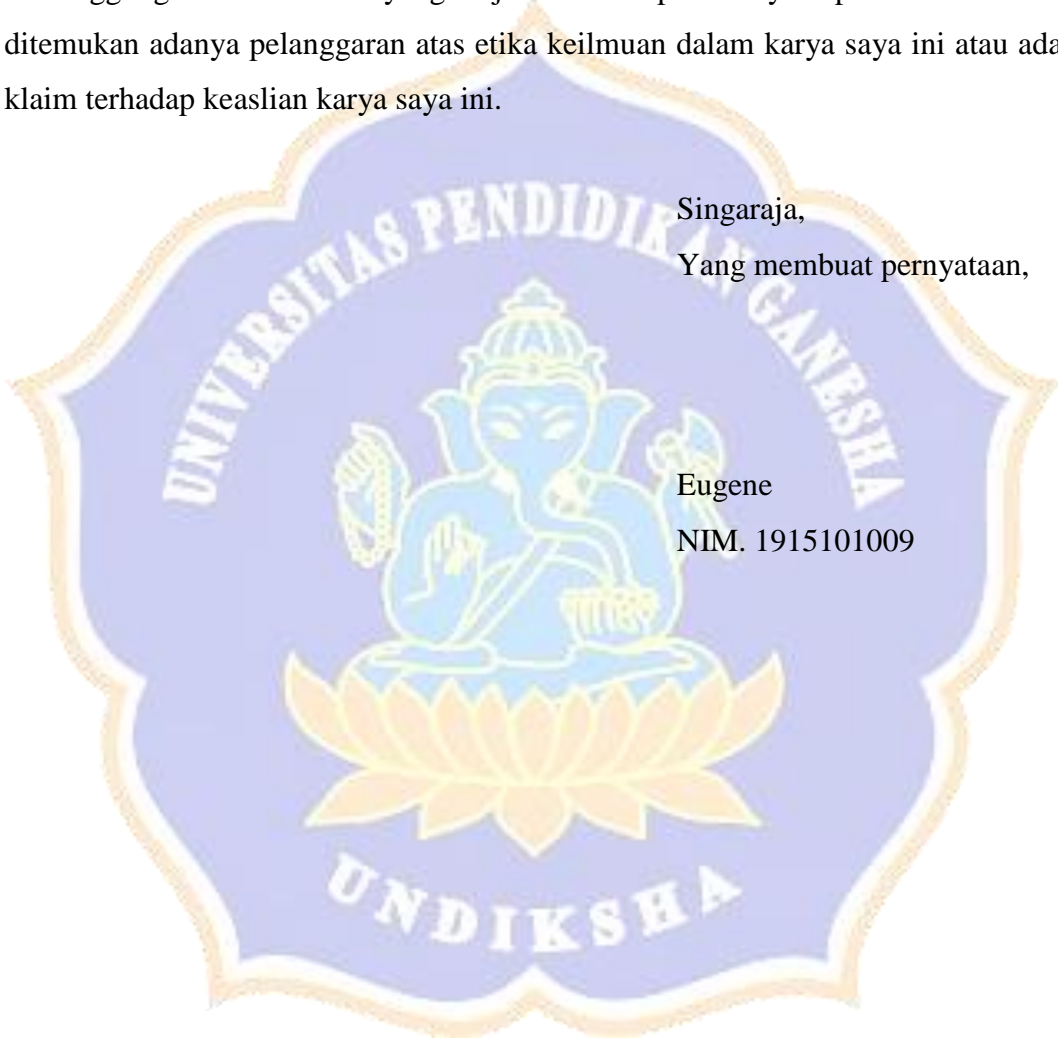 ditemukan adanya pelanggaran atas etika keilmuan dalam karya saya ini atau ada
klaim terhadap keaslian karya saya ini.
Singaraja,
Yang membuat pernyataan,
Eugene
NIM. 1915101009
UNIVERSITAS PENDIDIKAN GANESHA
UNDIKSHA